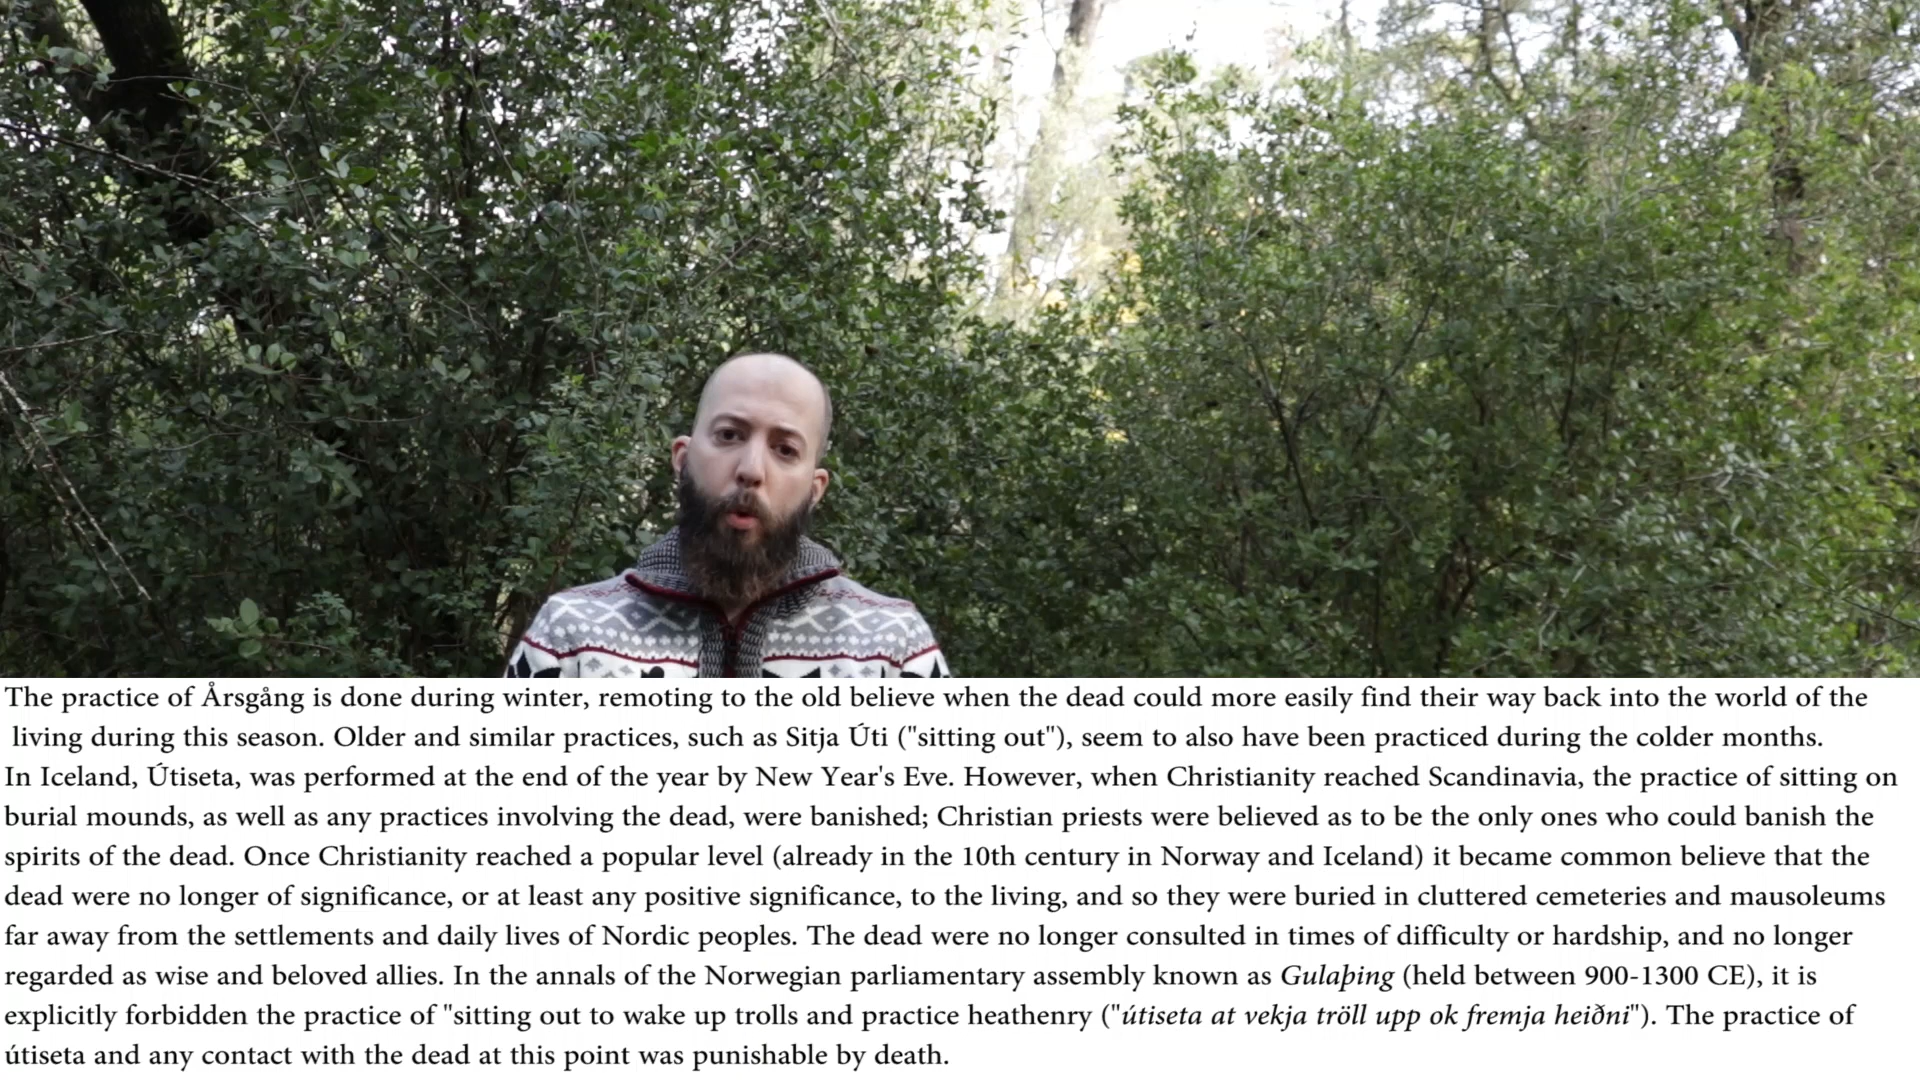 The practice of Årsgång is done during winter, remoting to the old believe when the dead could more easily find their way back into the world of the
living during this season. Older and similar practices, such as Sitja Úti ("sitting out"), seem to also have been practiced during the colder months.
In Iceland, Útiseta, was performed at the end of the year by New Year's Eve. However, when Christianity reached Scandinavia, the practice of sitting on
burial mounds, as well as any practices involving the dead, were banished; Christian priests were believed as to be the only ones who could banish the
spirits of the dead. Once Christianity reached a popular level (already in the 10th century in Norway and Iceland) it became common believe that the
dead were no longer of significance, or at least any positive significance, to the living, and so they were buried in cluttered cemeteries and mausoleums
far away from the settlements and daily lives of Nordic peoples. The dead were no longer consulted in times of difficulty or hardship, and no longer
regarded as wise and beloved allies. In the annals of the Norwegian parliamentary assembly known as Gulaþing (held between 900-1300 CE), it is
explicitly forbidden the practice of "sitting out to wake up trolls and practice heathenry ("útiseta at vekja tröll upp ok fremja heiðni"). The practice of
útiseta and any contact with the dead at this point was punishable by death.